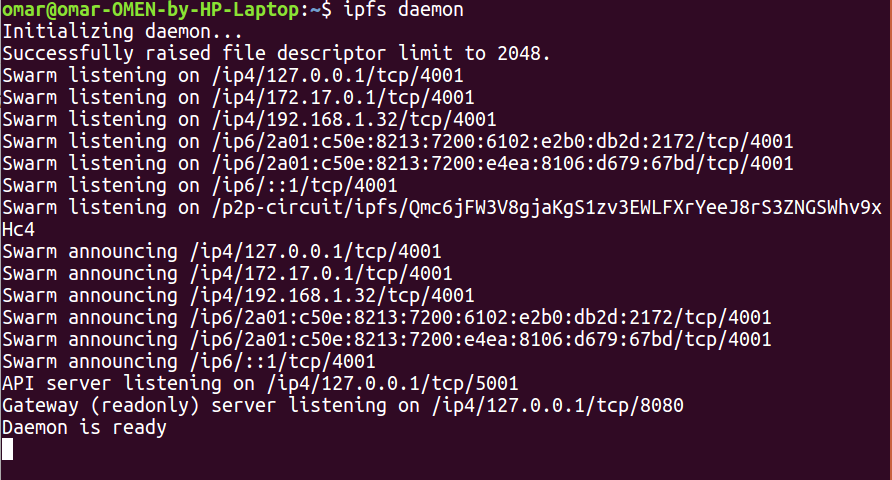 omar@omar-OMEN-by-HP-Laptop:~$ ipfs daemon
Initializing daemon...
Successfully raised file descriptor limit to 2048.
Swarm listening on /ip4/127.0.0.1/tcp/4001
Swarm listening on /ip4/172.17.0.1/tcp/4001
Swarm listening on /ip4/192.168.1.32/tcp/4001
Swarm listening on /ip6/2a01:c50e:8213:7200:6102:e2b0:db2d:2172/tcp/4001
Swarm listening on /ip6/2a01:c50e:8213:7200:e4ea:8106:d679:67bd/tcp/4001
Swarm listening on /ip6/::1/tcp/4001
Swarm listening on /p2p-circuit/ipfs/Qmc6jFW3V8gjaKgS1zv3EWLFXrYeeJ8rS3ZNGSWhv9x
Hc4
Swarm announcing /ip4/127.0.0.1/tcp/4001
Swarm announcing /ip4/172.17.0.1/tcp/4001
Swarm announcing /ip4/192.168.1.32/tcp/4001
Swarm announcing /ip6/2a01:c50e:8213:7200:6102:e2b0:db2d:2172/tcp/4001
Swarm announcing /ip6/2a01:c50e:8213:7200:e4ea:8106:d679:67bd/tcp/4001
Swarm announcing /ip6/::1/tcp/4001
API server listening on /ip4/127.0.0.1/tcp/5001
Gateway (readonly) server listening on /ip4/127.0.0.1/tcp/8080
Daemon is ready